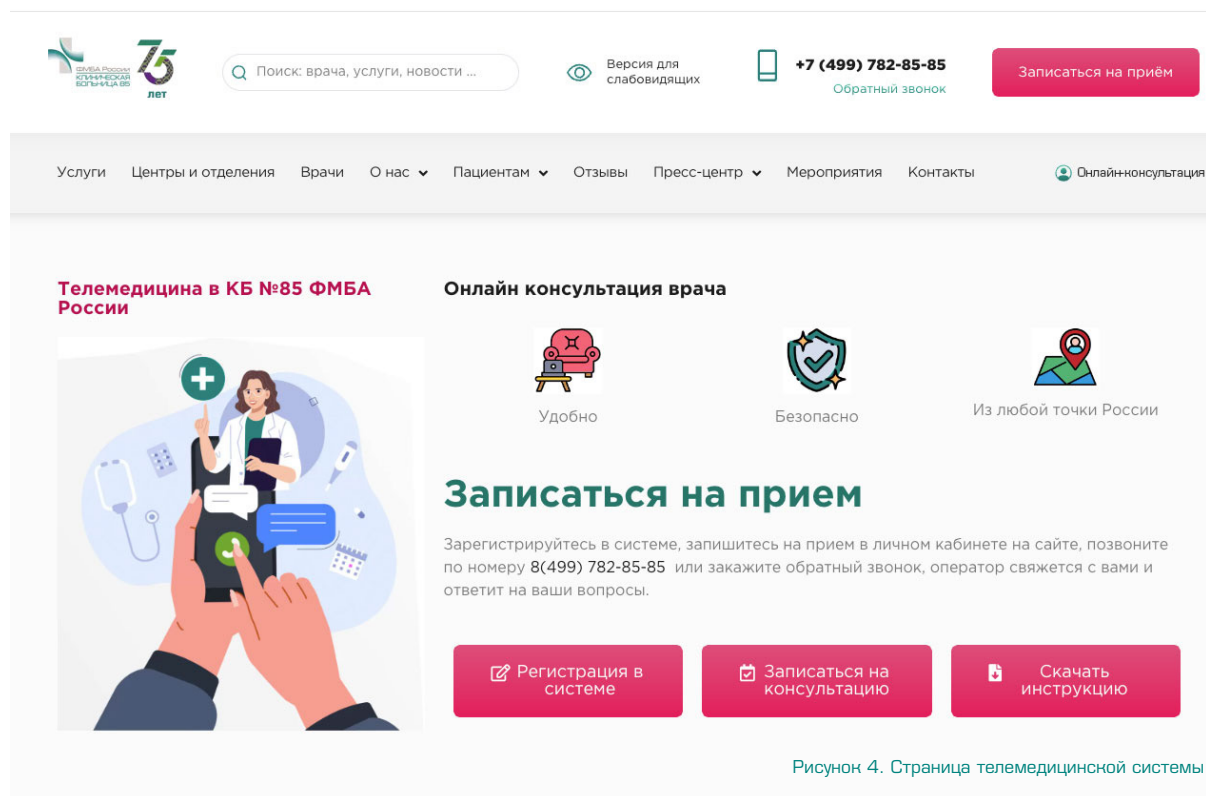 ФМБА России
КЛИНИЧЕСКАЯ
БОЛЬНИЦА 85
75
лет
Поиск: врача, услуги, новости ...
Версия для
слабовидящих
+7 (499) 782-85-85
Обратный звонок
Записаться на приём
Услуги Центры и отделения Врачи О нас Пациентам Отзывы Пресс-центр Мероприятия Контакты Онлайн-консультация
Телемедицина в КБ №85 ФМБА
России
Онлайн консультация врача
Удобно
Безопасно
Из любой точки России
Записаться на прием
Зарегистрируйтесь в системе, запишитесь на прием в личном кабинете на сайте, позвоните
по номеру 8(499) 782-85-85 или закажите обратный звонок, оператор свяжется с вами и
ответит на ваши вопросы.
Регистрация в
системе
Записаться на
консультацию
Скачать
инструкцию
Рисунок 4. Страница телемедицинской системы